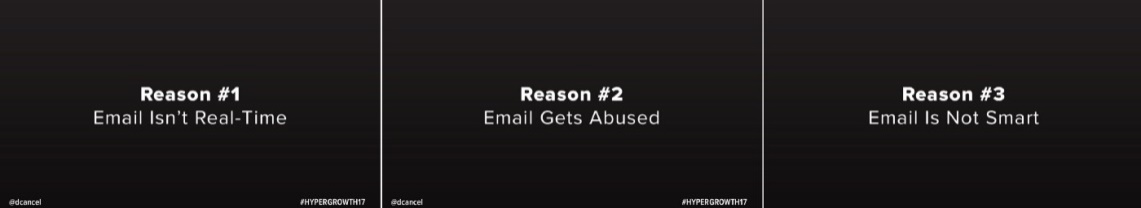 Reason #1
Email Isn't Real-Time
@dcancel
#HYPERGROWTH17
Reason #2
Email Gets Abused
@dcancel
#HYPERGROWTH17
Reason #3
Email Is Not Smart